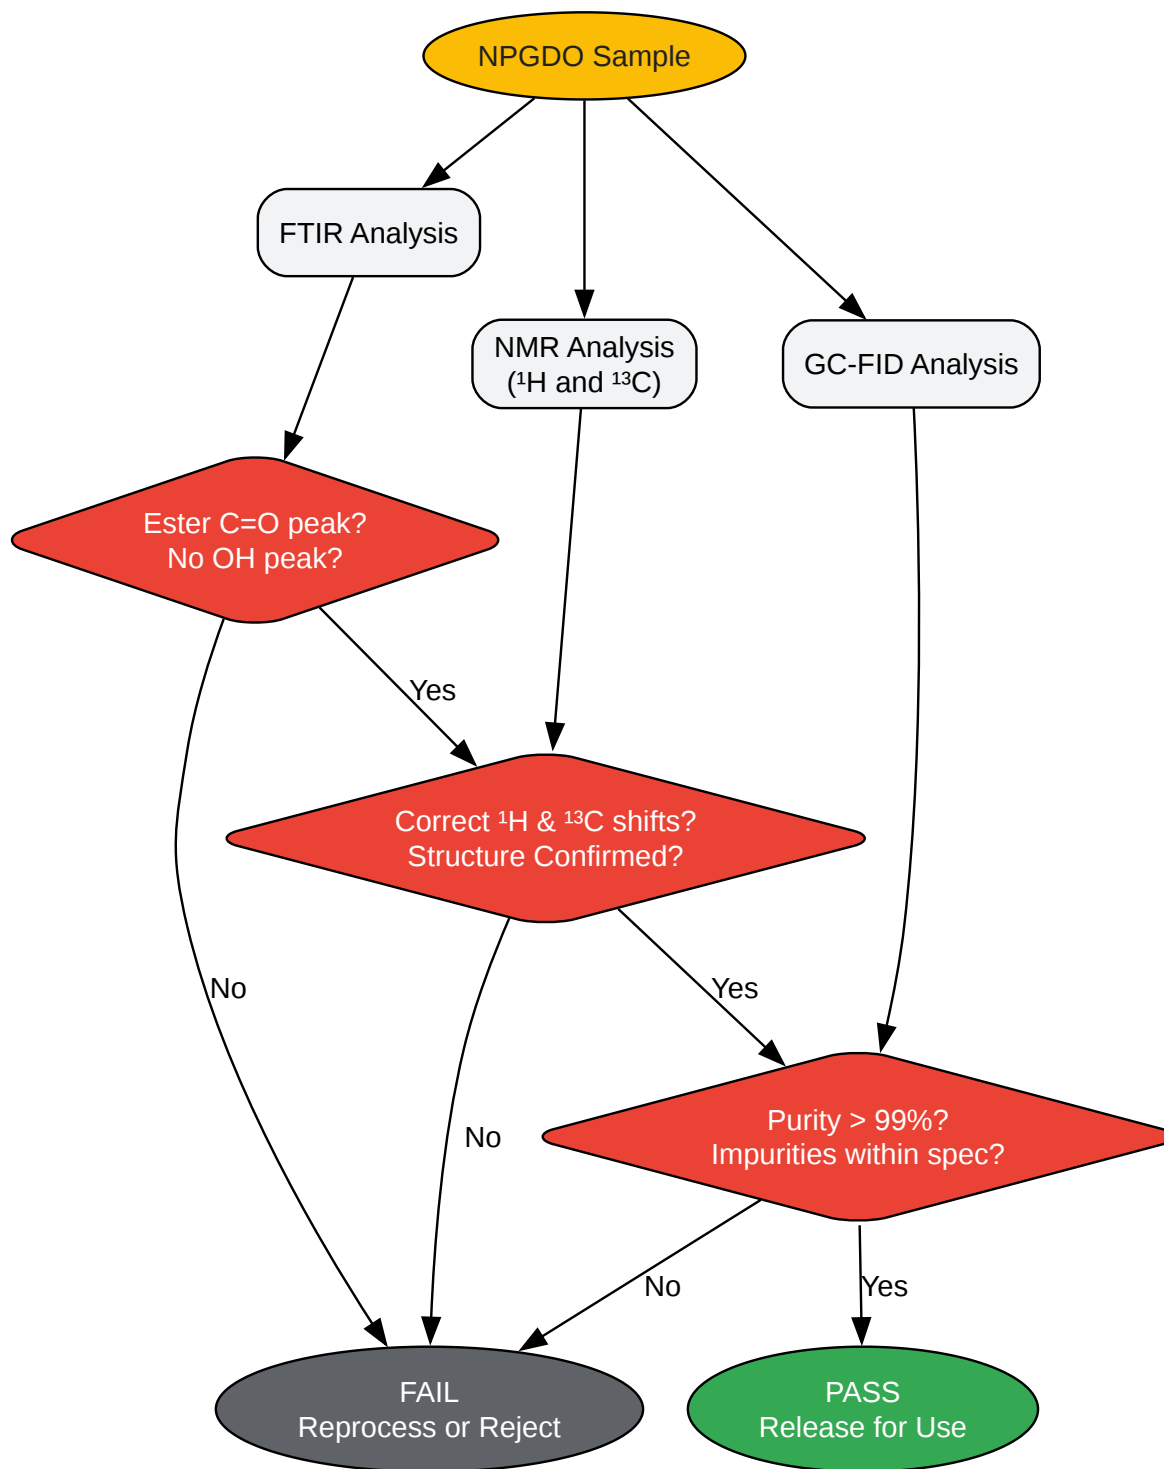 NPGDO Sample
FTIR Analysis
NMR Analysis
(¹H and ¹³C)
GC-FID Analysis
Ester C=O peak?
No OH peak?
Yes
Correct ¹H & ¹³C shifts?
Structure Confirmed?
No
Yes
Purity > 99%?
Impurities within spec?
No
No
Yes
FAIL
Reprocess or Reject
PASS
Release for Use